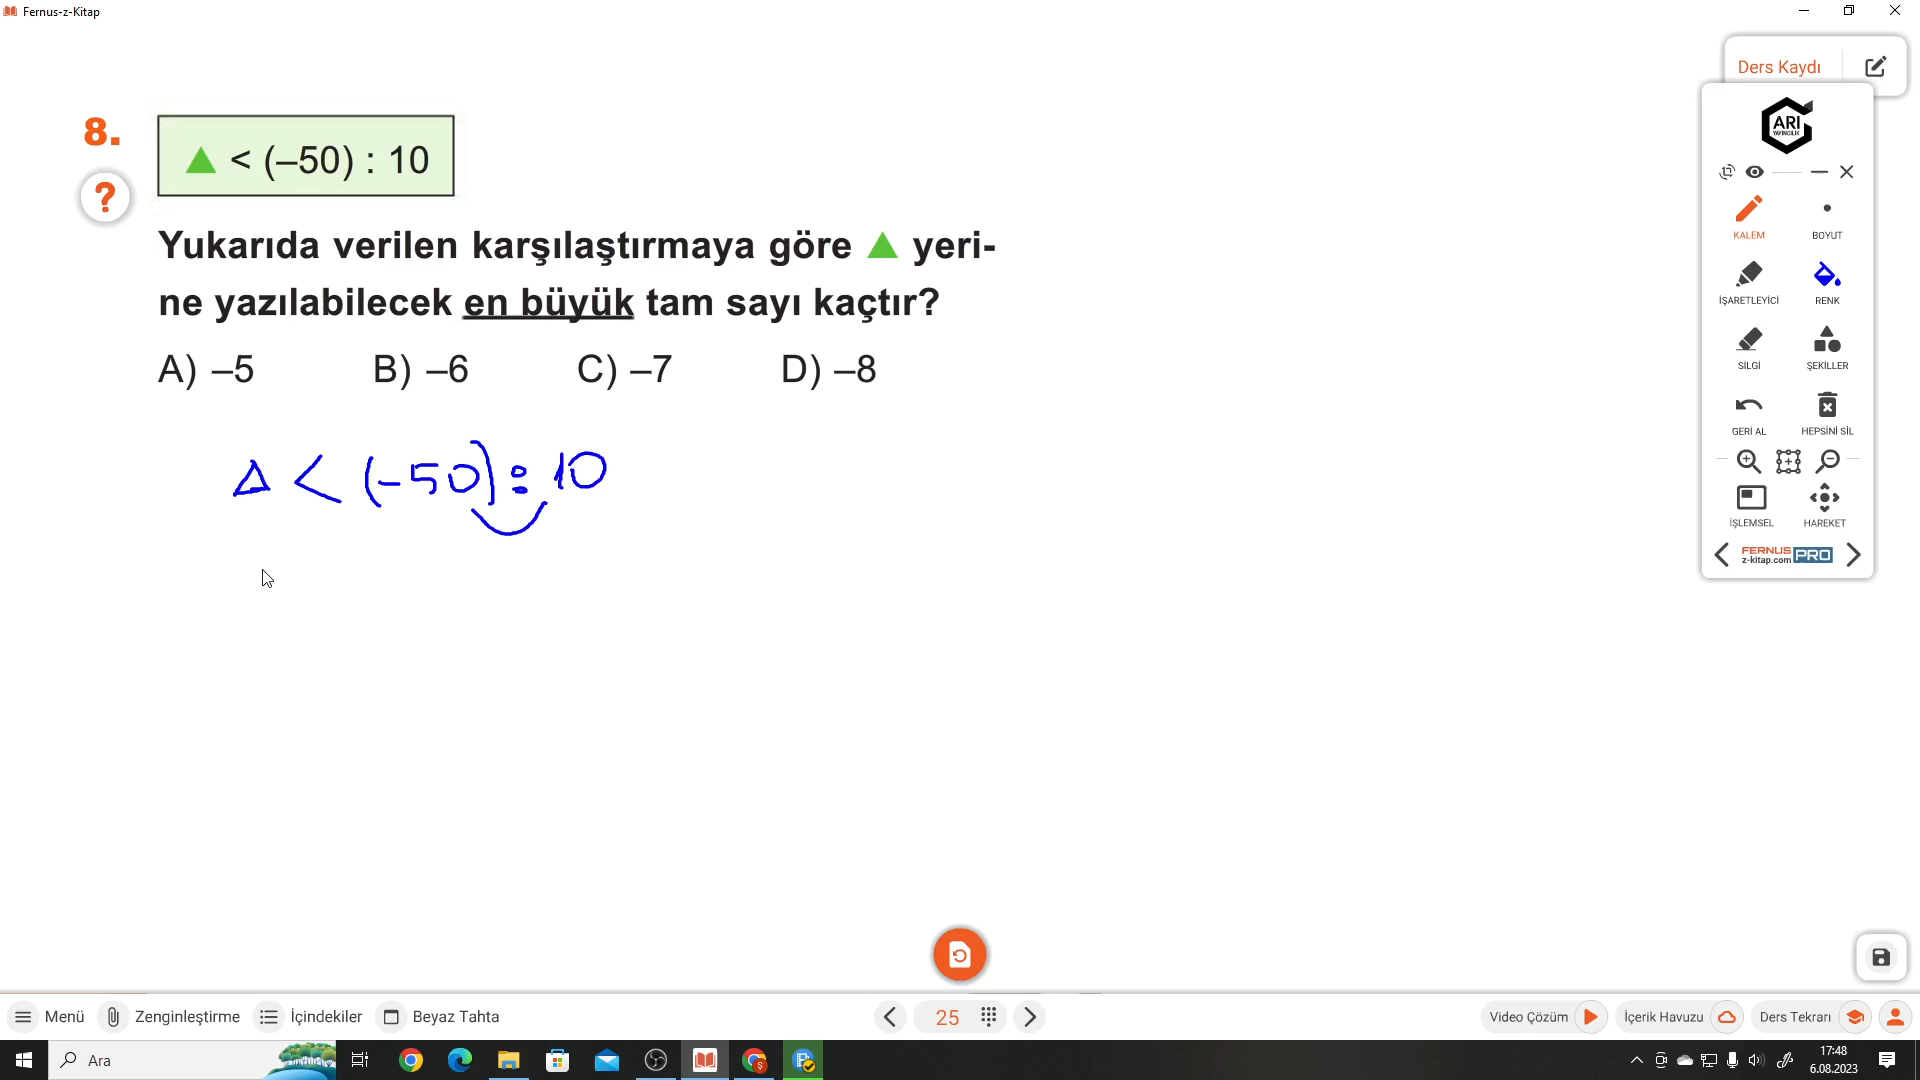 Fernus-z-Kitap
Ders Kaydı
8.
▲ < (–50) : 10
?
Yukarıda verilen karşılaştırmaya göre ▲ yeri-
ne yazılabilecek en büyük tam sayı kaçtır?
A) –5 B) –6 C) –7 D) –8
Δ < (-50) : 10
ARI
YAYINCILIK
KALEM BOYUT
İŞARETLEYİCİ RENK
SİLGİ ŞEKİLLER
GERİ AL HEPSİNİ SİL
İŞLEMSEL HAREKET
FERNUS PRO
z-kitap.com
Menü Zenginleştirme İçindekiler Beyaz Tahta 25 Video Çözüm İçerik Havuzu Ders Tekrarı
Ara
17:48
6.08.2023